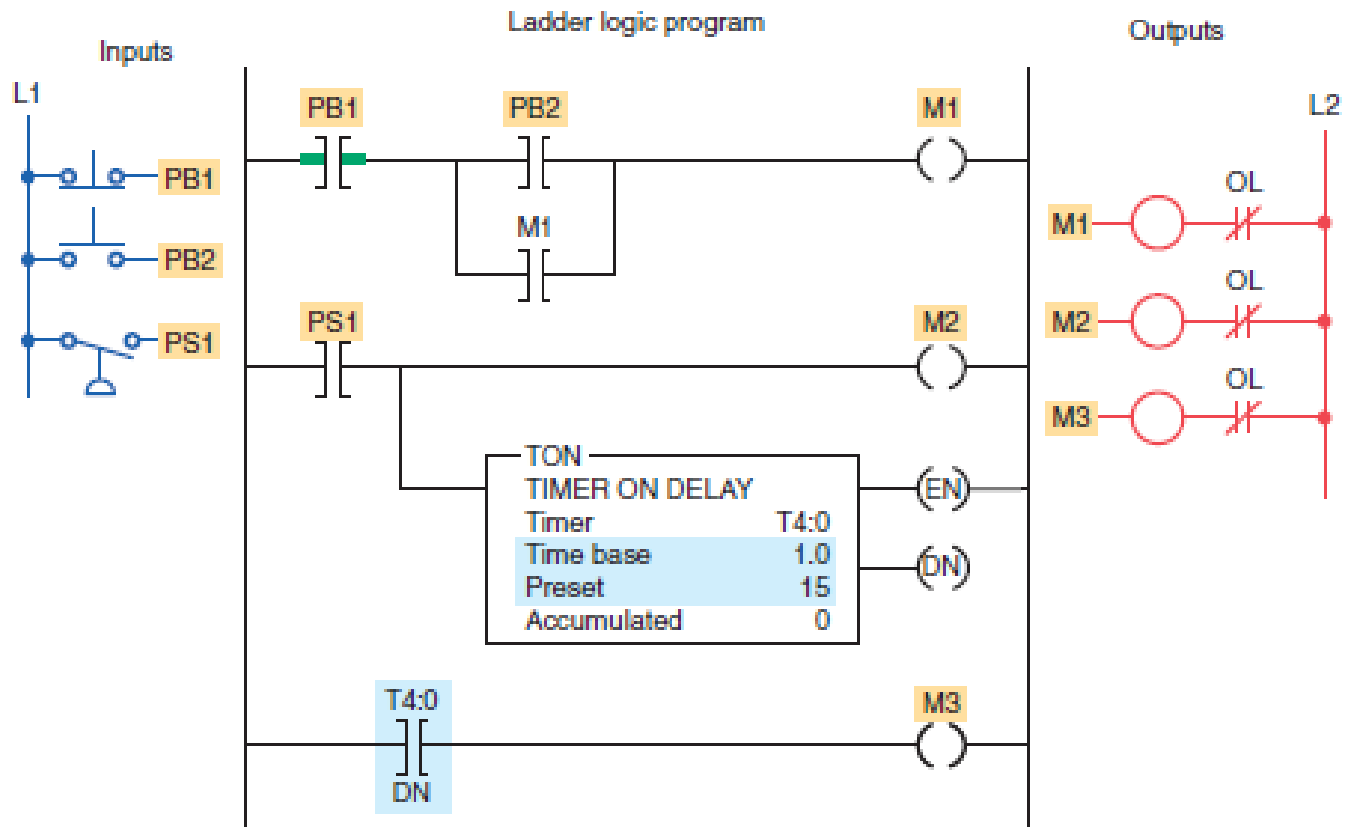 Ladder logic program
Inputs
Outputs
L1
L2
PB1
PB2
PS1
PB1
PB2
M1
M1
PS1
M2
TON
TIMER ON DELAY
Timer T4:0
Time base 1.0
Preset 15
Accumulated 0
EN
DN
T4:0
DN
M3
OL
M1
OL
M2
OL
M3